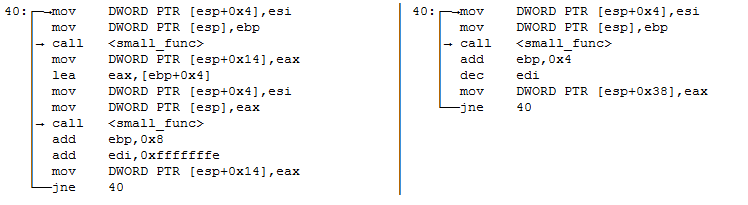 40: mov DWORD PTR [esp+0x4],esi
mov DWORD PTR [esp],ebp
call <small_func>
mov DWORD PTR [esp+0x14],eax
lea eax,[ebp+0x4]
mov DWORD PTR [esp+0x4],esi
mov DWORD PTR [esp],eax
call <small_func>
add ebp,0x8
add edi,0xfffffffe
mov DWORD PTR [esp+0x14],eax
jne 40
40: mov DWORD PTR [esp+0x4],esi
mov DWORD PTR [esp],ebp
call <small_func>
add ebp,0x4
dec edi
mov DWORD PTR [esp+0x38],eax
jne 40